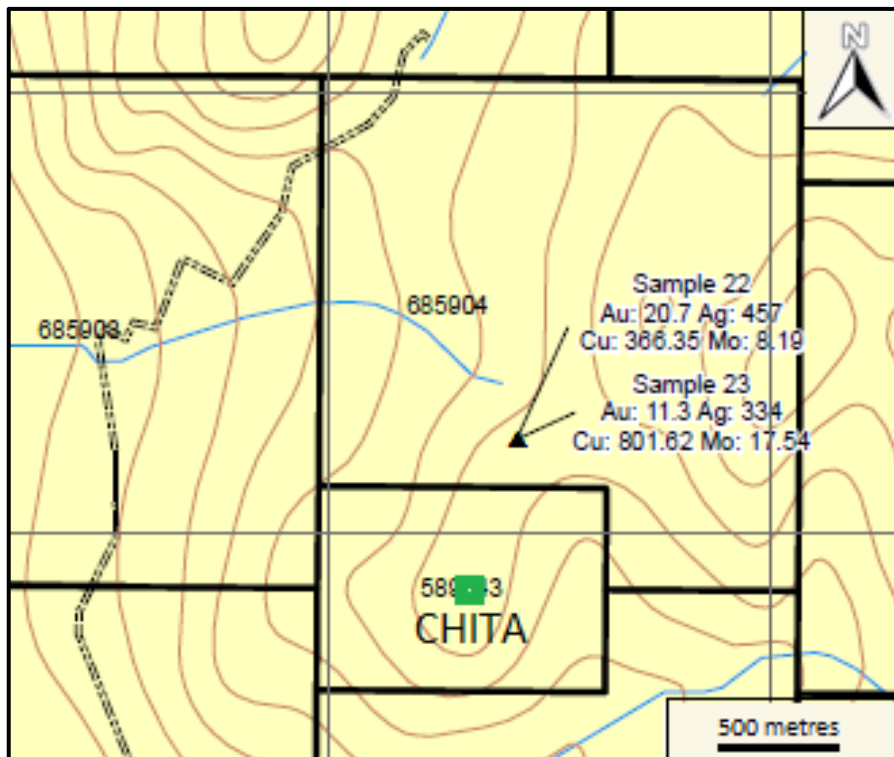 N
Sample 22
Au: 20.7 Ag: 457
Cu: 366.35 Mo: 8.19
685904
685903
Sample 23
Au: 11.3 Ag: 334
Cu: 801.62 Mo: 17.54
CHITA
500 metres